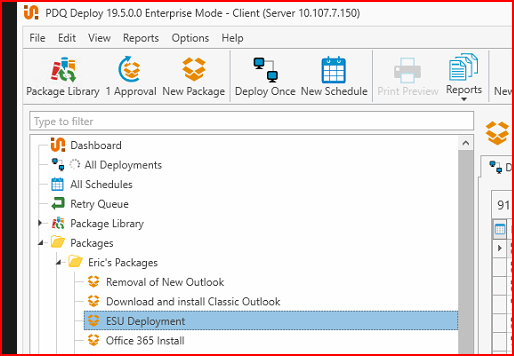 PDQ Deploy 19.5.0.0 Enterprise Mode - Client (Server 10.107.7.150)
File Edit View Reports Options Help
Package Library 1 Approval New Package Deploy Once New Schedule Print Preview Reports
Type to filter
Dashboard
All Deployments
All Schedules
Retry Queue
Package Library
Packages
Eric's Packages
Removal of New Outlook
Download and install Classic Outlook
ESU Deployment
Office 365 Install
91